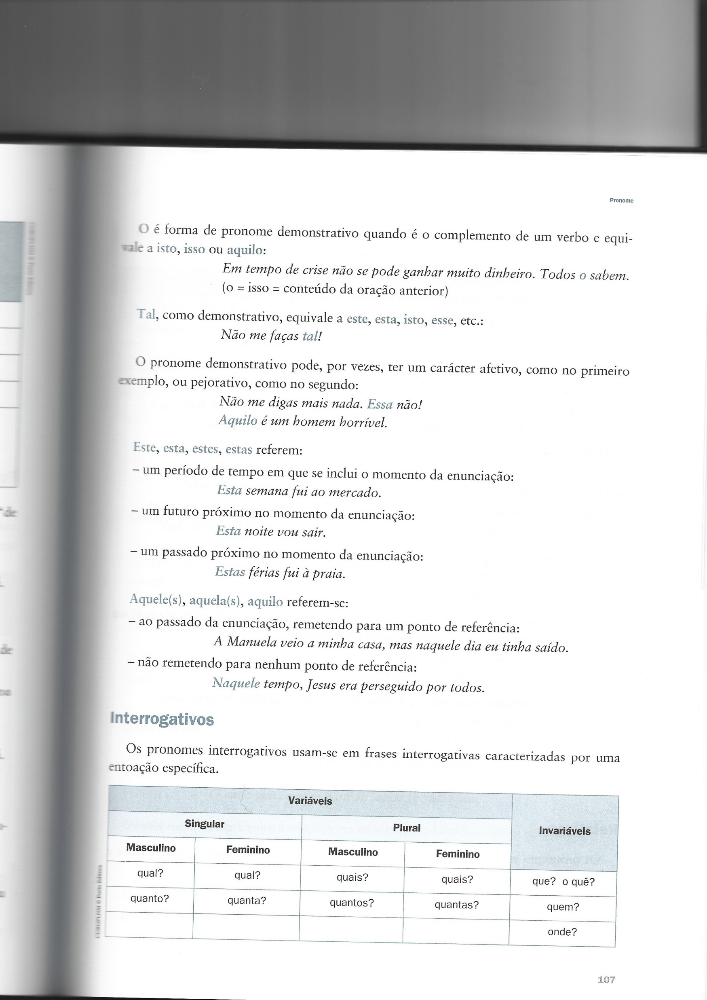 Pronome
O é forma de pronome demonstrativo quando é o complemento de um verbo e equi-
vale a isto, isso ou aquilo:
Em tempo de crise não se pode ganhar muito dinheiro. Todos o sabem.
(o = isso = conteúdo da oração anterior)
Tal, como demonstrativo, equivale a este, esta, isto, esse, etc.:
Não me faças tal!
O pronome demonstrativo pode, por vezes, ter um carácter afetivo, como no primeiro
exemplo, ou pejorativo, como no segundo:
Não me digas mais nada. Essa não!
Aquilo é um homem horrível.
Este, esta, estes, estas referem:
– um período de tempo em que se inclui o momento da enunciação:
Esta semana fui ao mercado.
– um futuro próximo no momento da enunciação:
Esta noite vou sair.
– um passado próximo no momento da enunciação:
Estas férias fui à praia.
Aquele(s), aquela(s), aquilo referem-se:
– ao passado da enunciação, remetendo para um ponto de referência:
A Manuela veio a minha casa, mas naquele dia eu tinha saído.
– não remetendo para nenhum ponto de referência:
Naquele tempo, Jesus era perseguido por todos.
Interrogativos
Os pronomes interrogativos usam-se em frases interrogativas caracterizadas por uma
entoação específica.
Variáveis
Invariáveis
Singular Plural
Masculino Feminino Masculino Feminino
qual? qual? quais? quais? que? o quê?
quanto? quanta? quantos? quantas? quem?
onde?
© Porto Editora
107
de
de